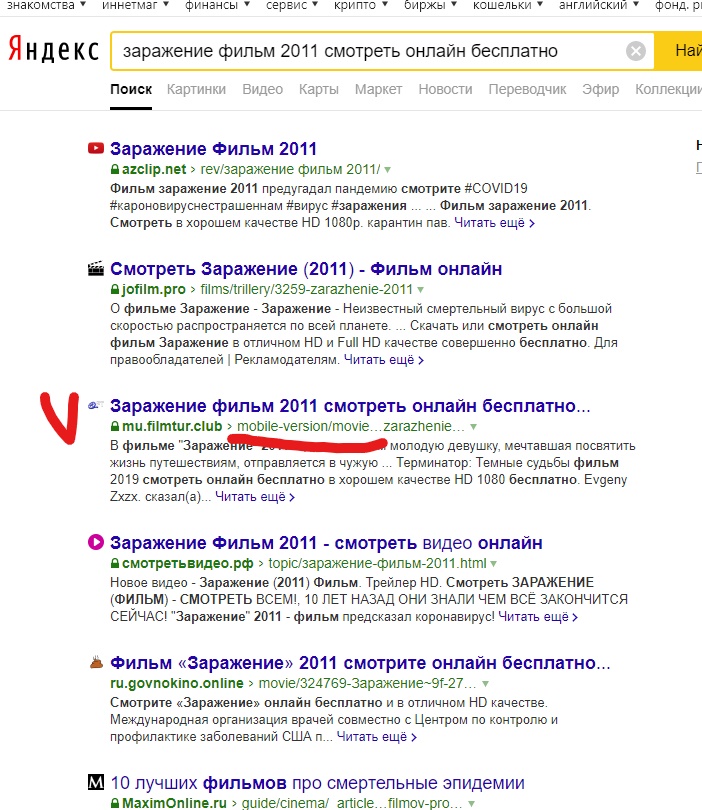 знакомства ▾ иннетмаг ▾ финансы ▾ сервис ▾ крипто ▾ биржы ▾ кошельки ▾ английский ▾ фонд.
Яндекс заражение фильм 2011 смотреть онлайн бесплатно Най
Поиск Картинки Видео Карты Маркет Новости Переводчик Эфир Коллекции
Заражение Фильм 2011
azclip.net › rev/заражение фильм 2011/
Фильм заражение 2011 предугадал пандемию смотрите #COVID19
#кароновируснестрашеннам #вирус #заражения ... ... Фильм заражение 2011.
Смотреть в хорошем качестве HD 1080p. карантин пав. Читать ещё ›
Смотреть Заражение (2011) - Фильм онлайн
jofilm.pro › films/trillery/3259-zarazhenie-2011
О фильме Заражение - Заражение - Неизвестный смертельный вирус с большой
скоростью распространяется по всей планете. ... Скачать или смотреть онлайн
фильм Заражение в отличном HD и Full HD качестве совершенно бесплатно. Для
правообладателей | Рекламодателям. Читать ещё ›
Заражение фильм 2011 смотреть онлайн бесплатно...
mu.filmtur.club › mobile-version/movie...zarazhenie...
В фильме "Заражение" молодую девушку, мечтавшая посвятить
жизнь путешествиям, отправляется в чужую ... Терминатор: Темные судьбы фильм
2019 смотреть онлайн бесплатно в хорошем качестве HD 1080 бесплатно. Evgeny
Zxzx. сказал(а)... Читать ещё ›
Заражение Фильм 2011 - смотреть видео онлайн
смотретьвидео.рф › topic/заражение-фильм-2011.html
Новое видео - Заражение (2011) Фильм. Трейлер HD. Смотреть ЗАРАЖЕНИЕ
(ФИЛЬМ) - СМОТРЕТЬ ВСЕМ!, 10 ЛЕТ НАЗАД ОНИ ЗНАЛИ ЧЕМ ВСЁ ЗАКОНЧИТСЯ
СЕЙЧАС! "Заражение" 2011 - фильм предсказал коронавирус! Читать ещё ›
Фильм «Заражение» 2011 смотрите онлайн бесплатно...
ru.govnokino.online › movie/324769-Заражение~9f-27...
Смотрите «Заражение» онлайн бесплатно и в отличном HD качестве.
Международная организация врачей совместно с Центром по контролю и
профилактике заболеваний США п... Читать ещё ›
10 лучших фильмов про смертельные эпидемии
MaximOnline.ru › guide/cinema/_article...filmov-pro...